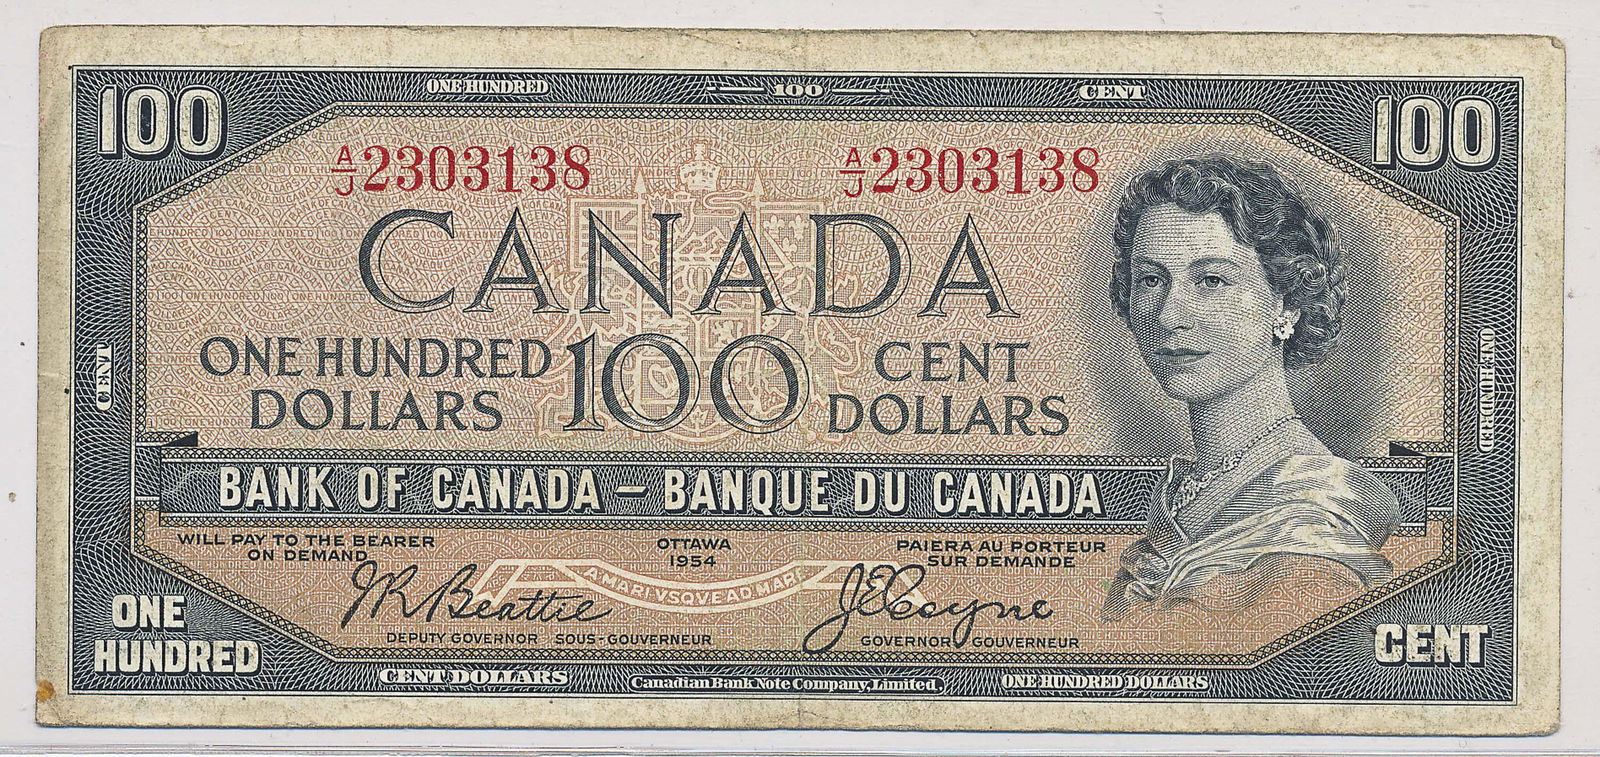 ONE HUNDRED 100 CENT
100 100
A/J 2303138 A/J 2303138
CANADA
ONE HUNDRED DOLLARS 100 CENT DOLLARS
CENT
ONE HUNDRED
BANK OF CANADA – BANQUE DU CANADA
WILL PAY TO THE BEARER ON DEMAND
OTTAWA
1954
PAIERA AU PORTEUR SUR DEMANDE
A MARI VSQVE AD MARE
J R Beattie
J E Coyne
DEPUTY GOVERNOR SOUS-GOUVERNEUR
GOVERNOR GOUVERNEUR
ONE HUNDRED
CENT
CENT DOLLARS Canadian Bank Note Company, Limited. ONE HUNDRED DOLLARS